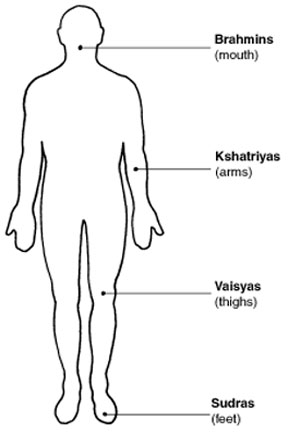 Brahmins
(mouth)
Kshatriyas
(arms)
Vaisyas
(thighs)
Sudras
(feet)